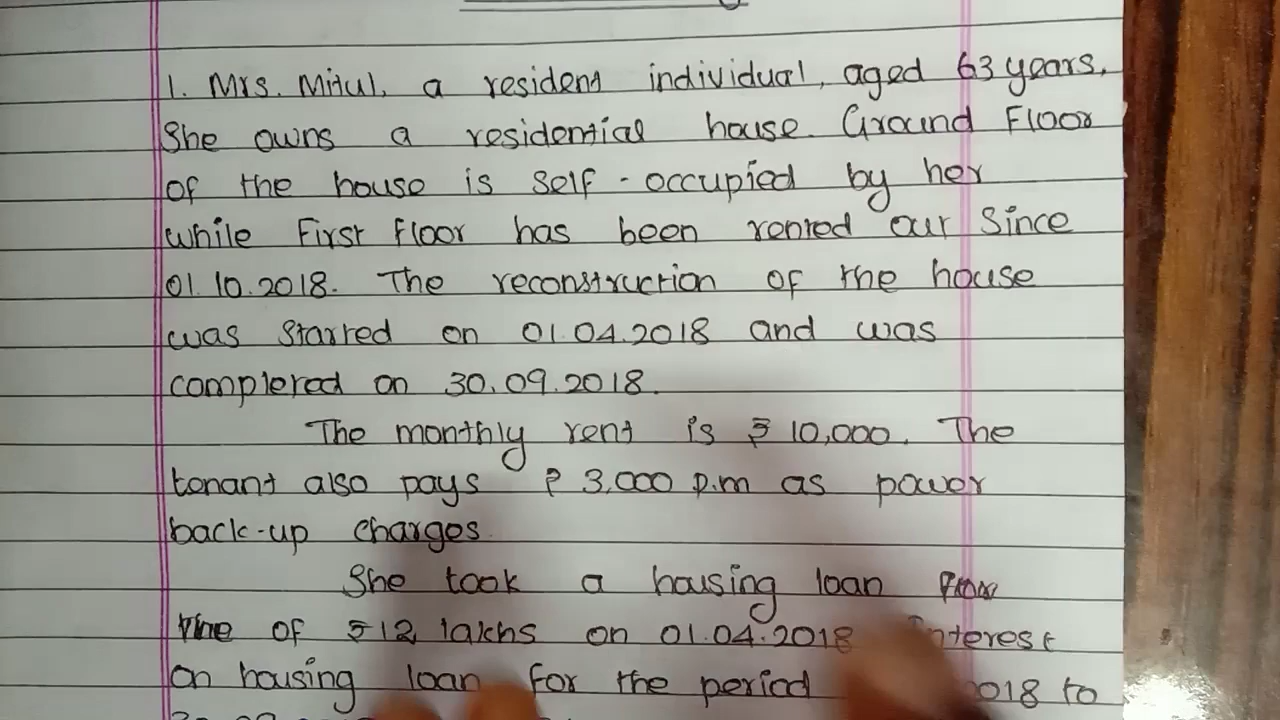 1. Mrs. Mitul, a resident individual, aged 63 years.
She owns a residential house. Ground Floor
of the house is self-occupied by her
while First Floor has been rented out since
01.10.2018. The reconstruction of the house
was started on 01.04.2018 and was
completed on 30.09.2018.
The monthly rent is ₹ 10,000. The
tenant also pays ₹ 3,000 p.m as power
back-up charges.
She took a housing loan
of ₹ 12 lakhs on 01.04.2018 Interest
on housing loan for the period 2018 to